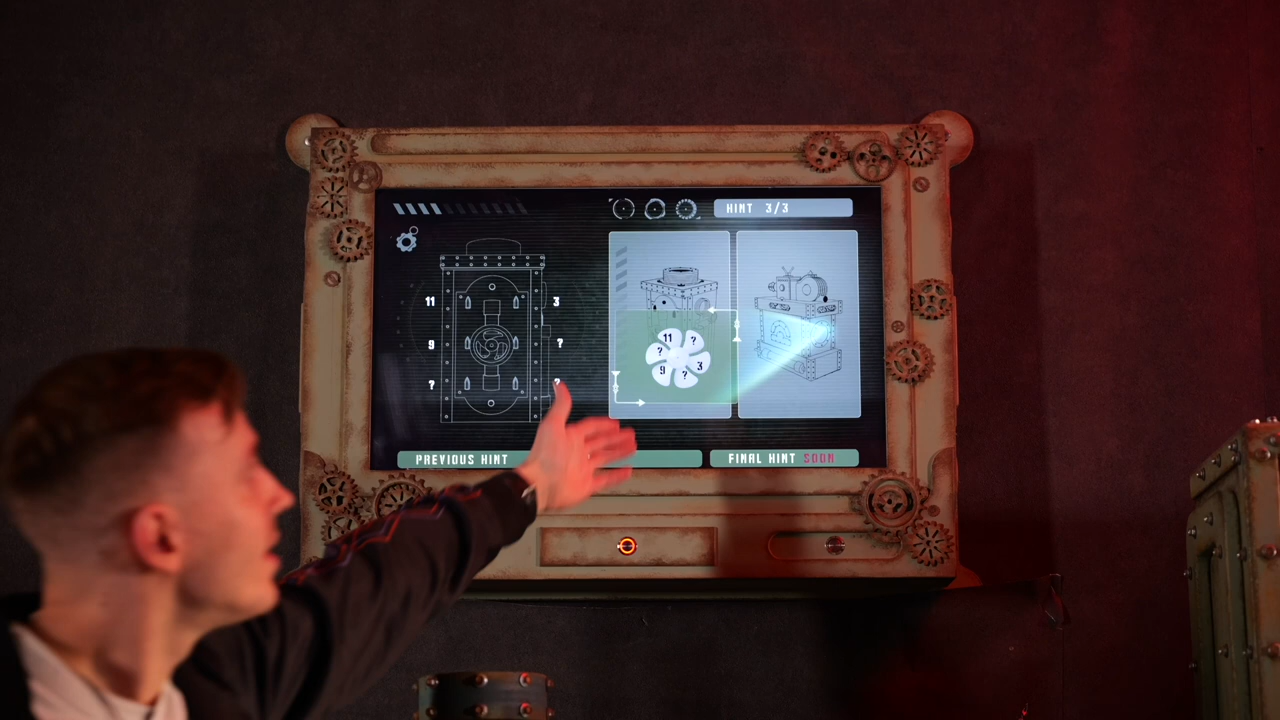 HINT 3/3
11 3
9 ?
? ?
11 ?
? 3
9 ?
PREVIOUS HINT
FINAL HINT SOON